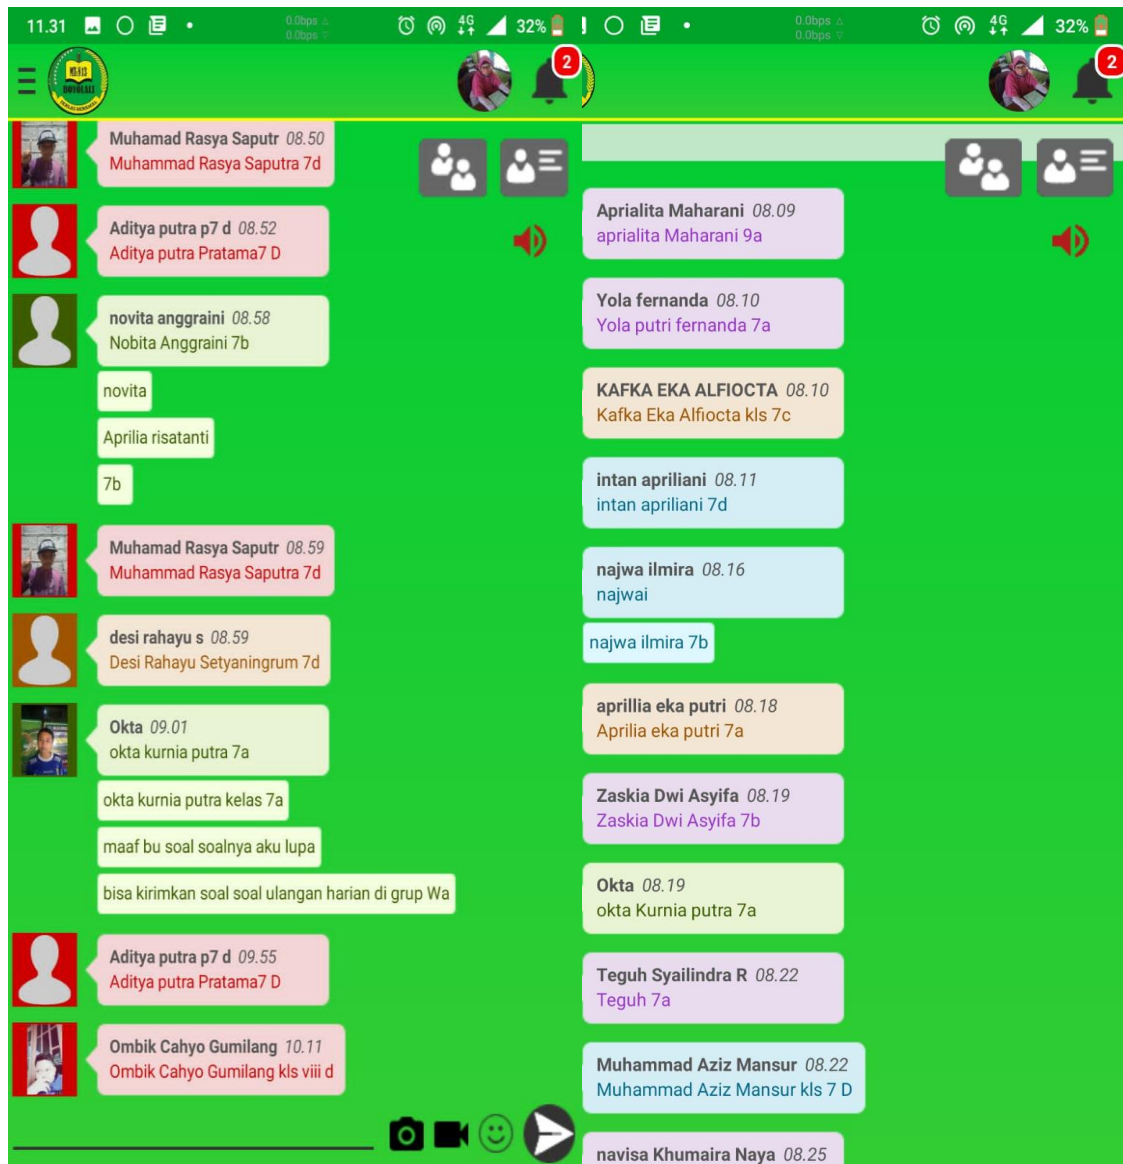 11.31
0.0bps
0.0bps
4G
32%
2
BOYOLALI
Muhamad Rasya Saputr 08.50
Muhammad Rasya Saputra 7d
Aditya putra p7 d 08.52
Aditya putra Pratama7 D
novita anggraini 08.58
Nobita Anggraini 7b
novita
Aprilia risatanti
7b
Muhamad Rasya Saputr 08.59
Muhammad Rasya Saputra 7d
desi rahayu s 08.59
Desi Rahayu Setyaningrum 7d
Okta 09.01
okta kurnia putra 7a
okta kurnia putra kelas 7a
maaf bu soal soalnya aku lupa
bisa kirimkan soal soal ulangan harian di grup Wa
Aditya putra p7 d 09.55
Aditya putra Pratama7 D
Ombik Cahyo Gumilang 10.11
Ombik Cahyo Gumilang kls viii d
0.0bps
0.0bps
4G
32%
2
Aprialita Maharani 08.09
aprialita Maharani 9a
Yola fernanda 08.10
Yola putri fernanda 7a
KAFKA EKA ALFIOCTA 08.10
Kafka Eka Alfiocta kls 7c
intan apriliani 08.11
intan apriliani 7d
najwa ilmira 08.16
najwai
najwa ilmira 7b
aprillia eka putri 08.18
Aprilia eka putri 7a
Zaskia Dwi Asyifa 08.19
Zaskia Dwi Asyifa 7b
Okta 08.19
okta Kurnia putra 7a
Teguh Syailindra R 08.22
Teguh 7a
Muhammad Aziz Mansur 08.22
Muhammad Aziz Mansur kls 7 D
navisa Khumaira Naya 08.25